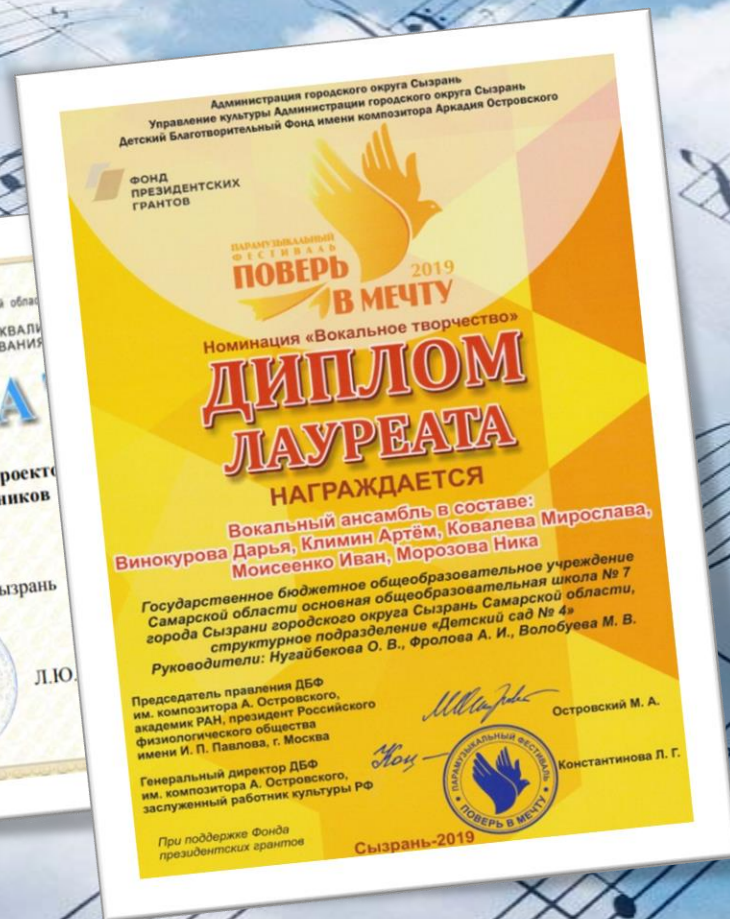 Администрация городского округа Сызрань
Управление культуры Администрации городского округа Сызрань
Детский Благотворительный Фонд имени композитора Аркадия Островского
ФОНД
ПРЕЗИДЕНТСКИХ
ГРАНТОВ
ПАРАМУЗЫКАЛЬНЫЙ
ФЕСТИВАЛЬ
ПОВЕРЬ 2019
В МЕЧТУ
Номинация «Вокальное творчество»
ДИПЛОМ
ЛАУРЕАТА
НАГРАЖДАЕТСЯ
Вокальный ансамбль в составе:
Винокурова Дарья, Климин Артём, Ковалева Мирослава,
Моисеенко Иван, Морозова Ника
Государственное бюджетное общеобразовательное учреждение
Самарской области основная общеобразовательная школа № 7
города Сызрани городского округа Сызрань Самарской области,
структурное подразделение «Детский сад № 4»
Руководители: Нугайбекова О. В., Фролова А. И., Волобуева М. В.
Председатель правления ДБФ
им. композитора А. Островского,
академик РАН, президент Российского
физиологического общества
имени И. П. Павлова, г. Москва
Островский М. А.
Генеральный директор ДБФ
им. композитора А. Островского,
заслуженный работник культуры РФ
Константинова Л. Г.
ПАРАМУЗЫКАЛЬНЫЙ ФЕСТИВАЛЬ
ПОВЕРЬ В МЕЧТУ
При поддержке Фонда
президентских грантов
Сызрань-2019
Л.Ю.